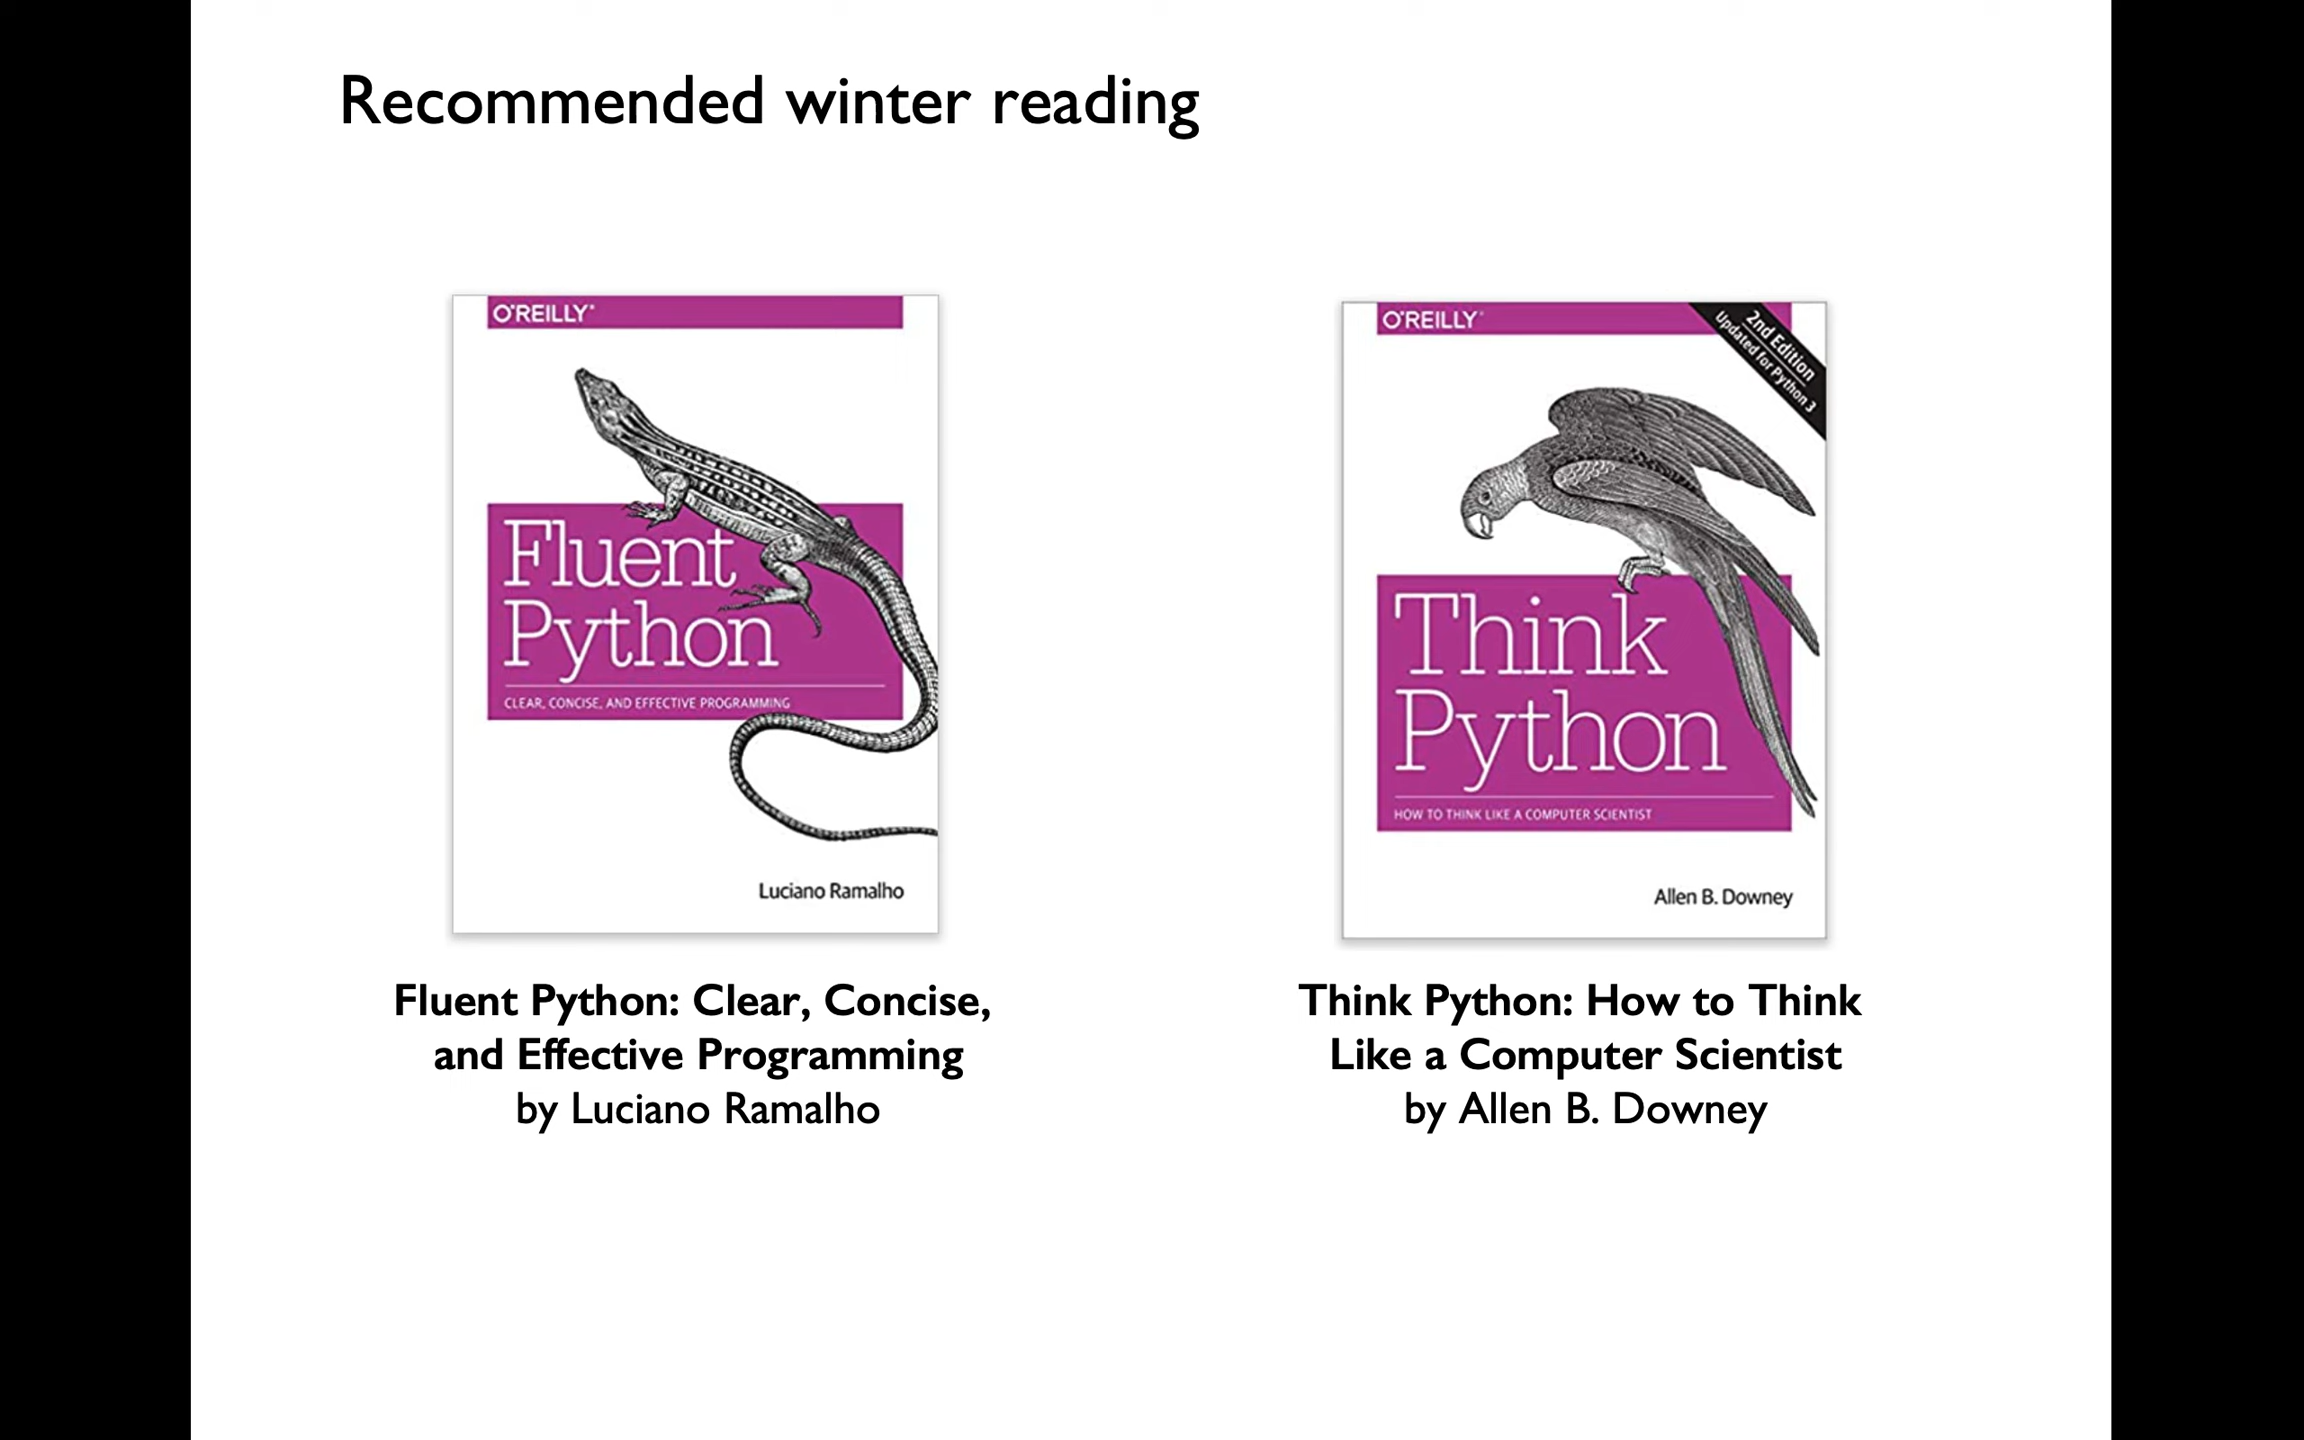 Recommended winter reading
O'REILLY®
Fluent
Python
CLEAR, CONCISE, AND EFFECTIVE PROGRAMMING
Luciano Ramalho
Fluent Python: Clear, Concise,
and Effective Programming
by Luciano Ramalho
O'REILLY®
2nd Edition
Updated for Python 3
Think
Python
HOW TO THINK LIKE A COMPUTER SCIENTIST
Allen B. Downey
Think Python: How to Think
Like a Computer Scientist
by Allen B. Downey